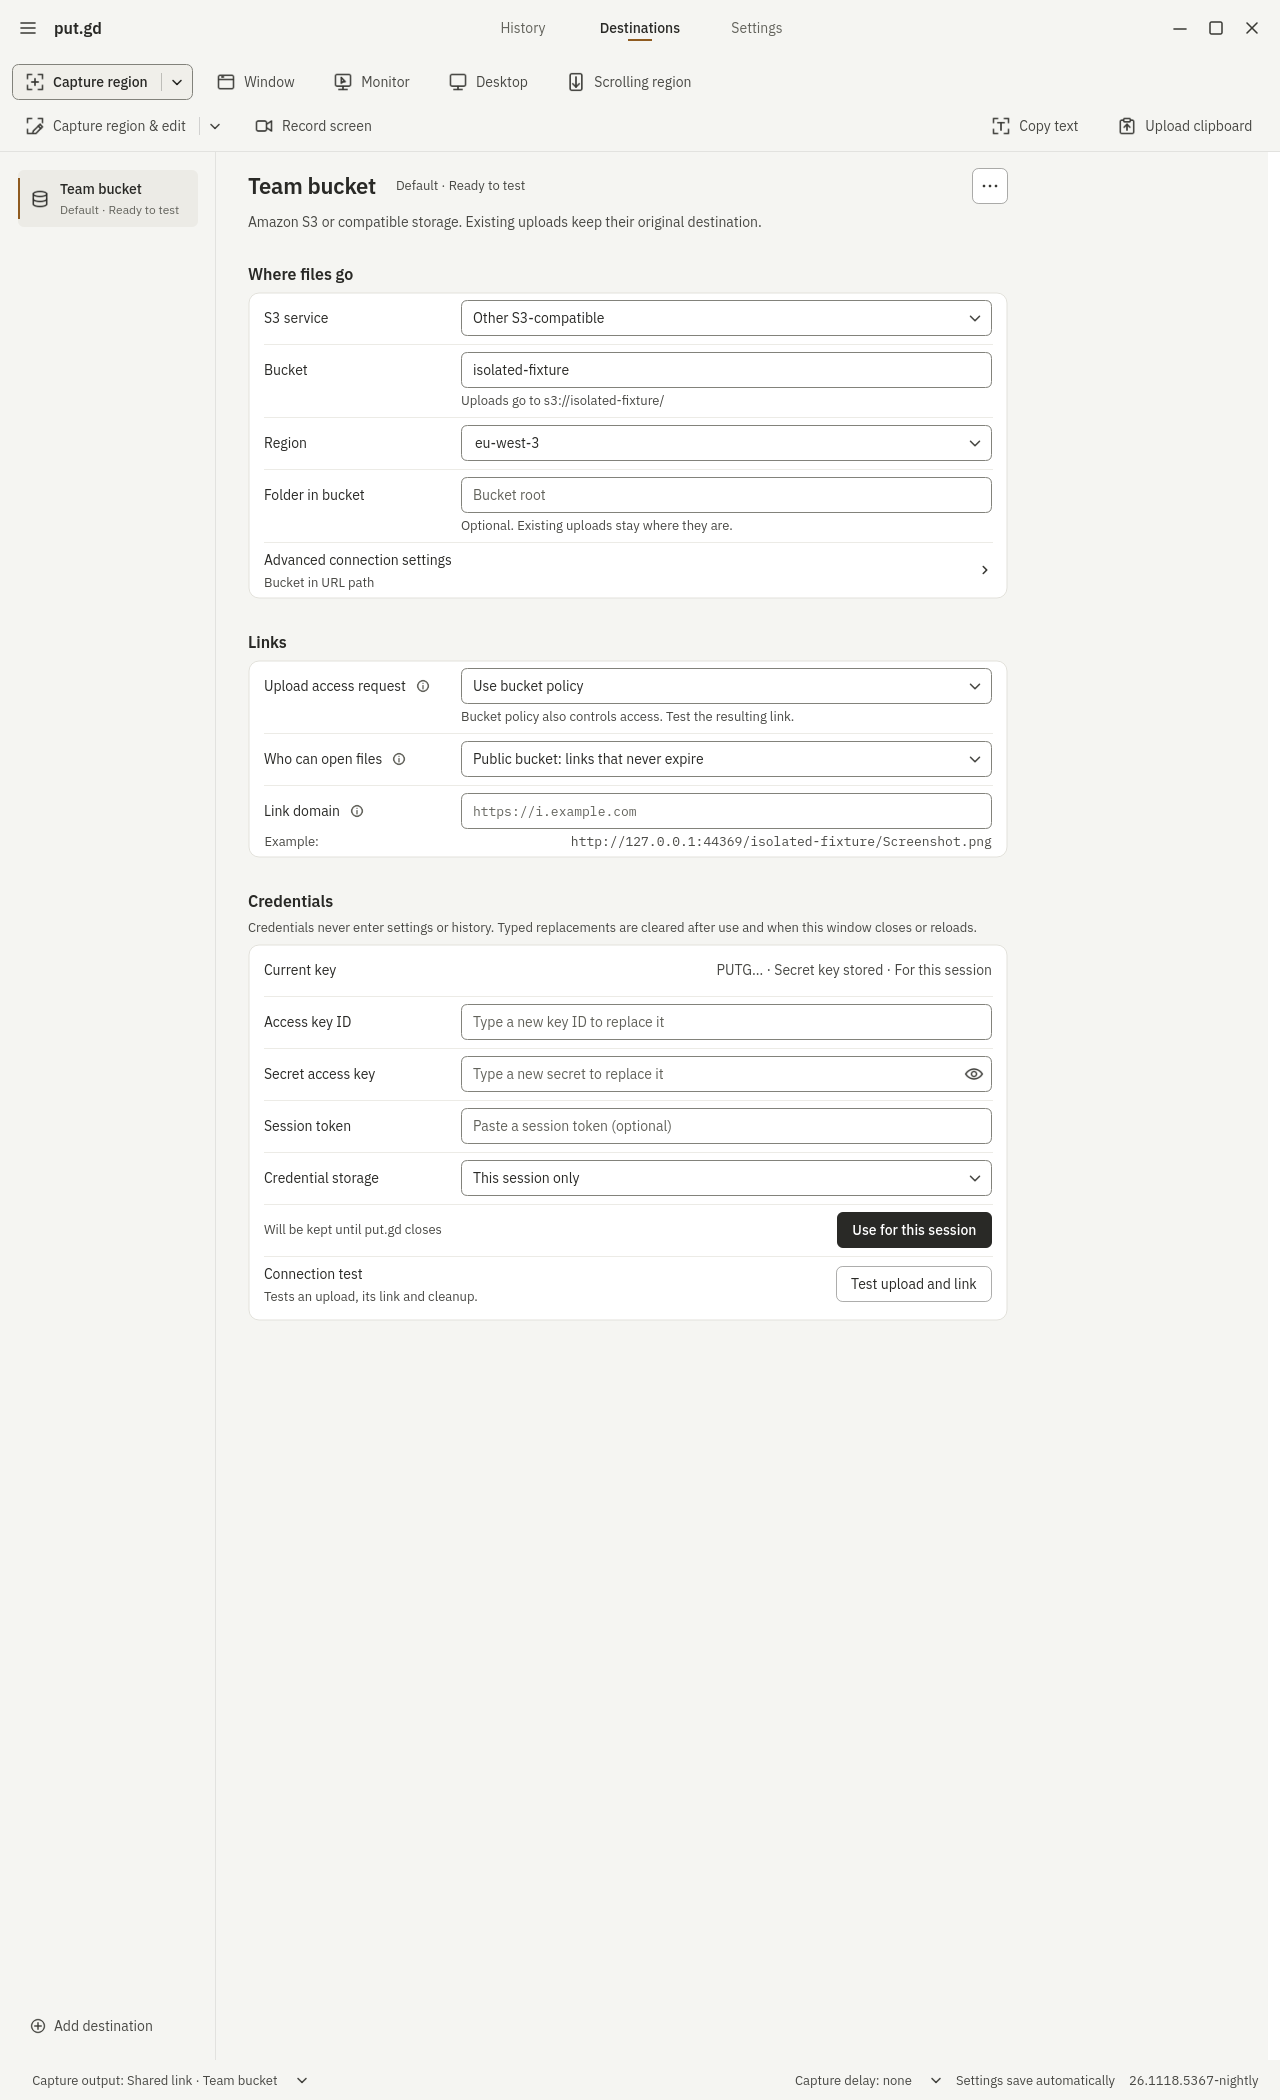 put.gd
History
Destinations
Settings
Capture region
Window
Monitor
Desktop
Scrolling region
Capture region & edit
Record screen
Copy text
Upload clipboard
Team bucket
Default · Ready to test
Team bucket
Default · Ready to test
Amazon S3 or compatible storage. Existing uploads keep their original destination.
Where files go
S3 service
Other S3-compatible
Bucket
isolated-fixture
Uploads go to s3://isolated-fixture/
Region
eu-west-3
Folder in bucket
Bucket root
Optional. Existing uploads stay where they are.
Advanced connection settings
Bucket in URL path
Links
Upload access request
Use bucket policy
Bucket policy also controls access. Test the resulting link.
Who can open files
Public bucket: links that never expire
Link domain
https://i.example.com
Example:
http://127.0.0.1:44369/isolated-fixture/Screenshot.png
Credentials
Credentials never enter settings or history. Typed replacements are cleared after use and when this window closes or reloads.
Current key
PUTG… · Secret key stored · For this session
Access key ID
Type a new key ID to replace it
Secret access key
Type a new secret to replace it
Session token
Paste a session token (optional)
Credential storage
This session only
Will be kept until put.gd closes
Use for this session
Connection test
Tests an upload, its link and cleanup.
Test upload and link
Add destination
Capture output: Shared link · Team bucket
Capture delay: none
Settings save automatically
26.1118.5367-nightly